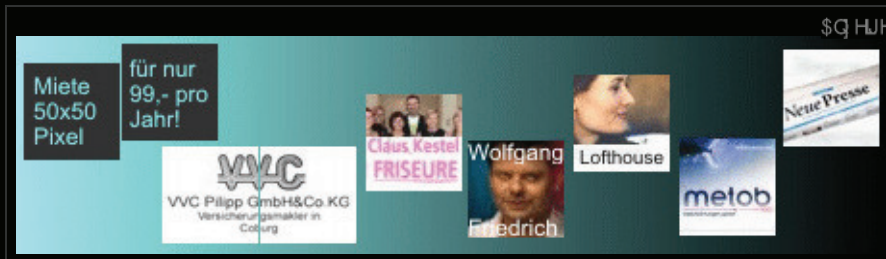 Miete
50x50
Pixel
für nur
99,- pro
Jahr!
VVC
VVC Pilipp GmbH&Co.KG
Versicherungsmakler in
Coburg
Claus Kestel
FRISEURE
Wolfgang
Friedrich
Lofthouse
metob
Neue Presse